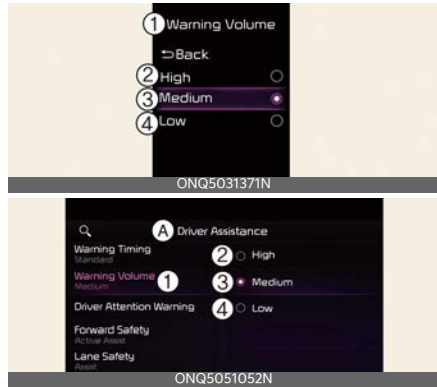 ① Warning Volume
⮌Back
② High
③ Medium
④ Low
ONQ5031371N
Ⓐ Driver Assistance
Warning Timing
Standard
② High
Warning Volume ①
Medium
③ Medium
Driver Attention Warning
④ Low
Forward Safety
Active Assist
Lane Safety
Assist
ONQ5051052N